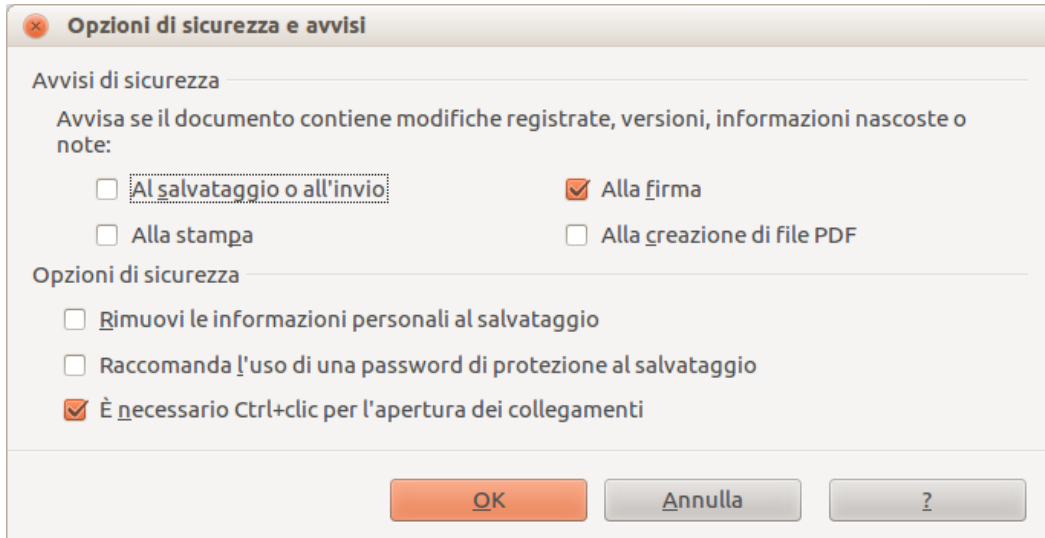 Opzioni di sicurezza e avvisi
Avvisi di sicurezza
Avvisa se il documento contiene modifiche registrate, versioni, informazioni nascoste o
note:
Al salvataggio o all'invio
Alla firma
Alla stampa
Alla creazione di file PDF
Opzioni di sicurezza
Rimuovi le informazioni personali al salvataggio
Raccomanda l'uso di una password di protezione al salvataggio
È necessario Ctrl+clic per l'apertura dei collegamenti
OK
Annulla
?